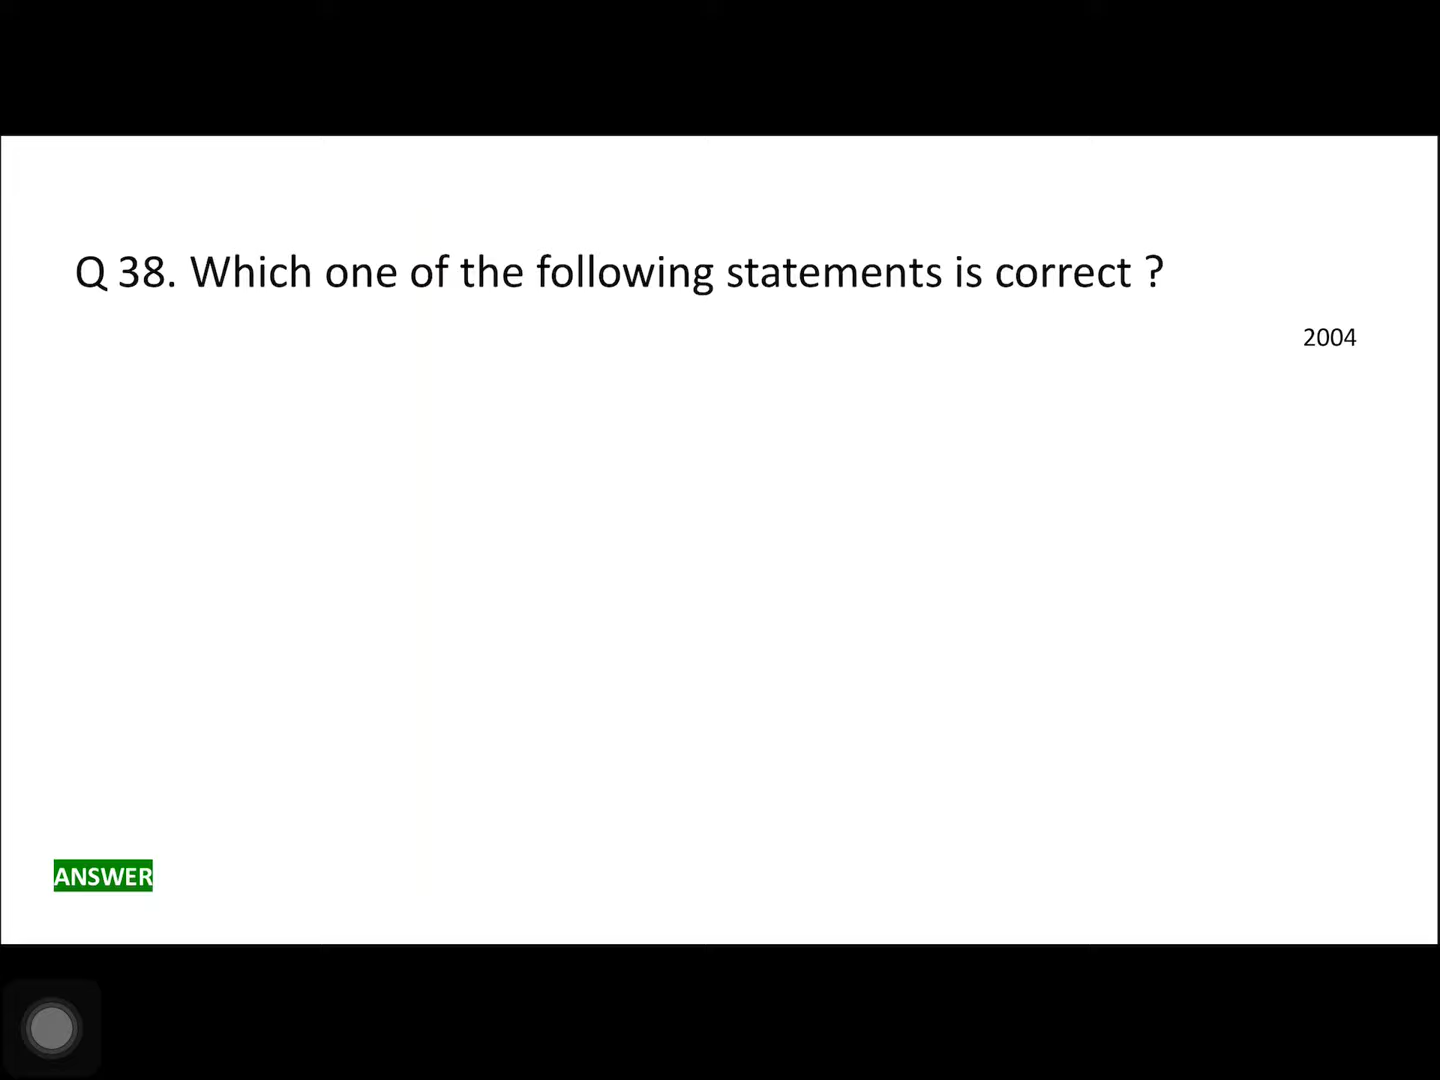 Q 38. Which one of the following statements is correct ?
2004
ANSWER